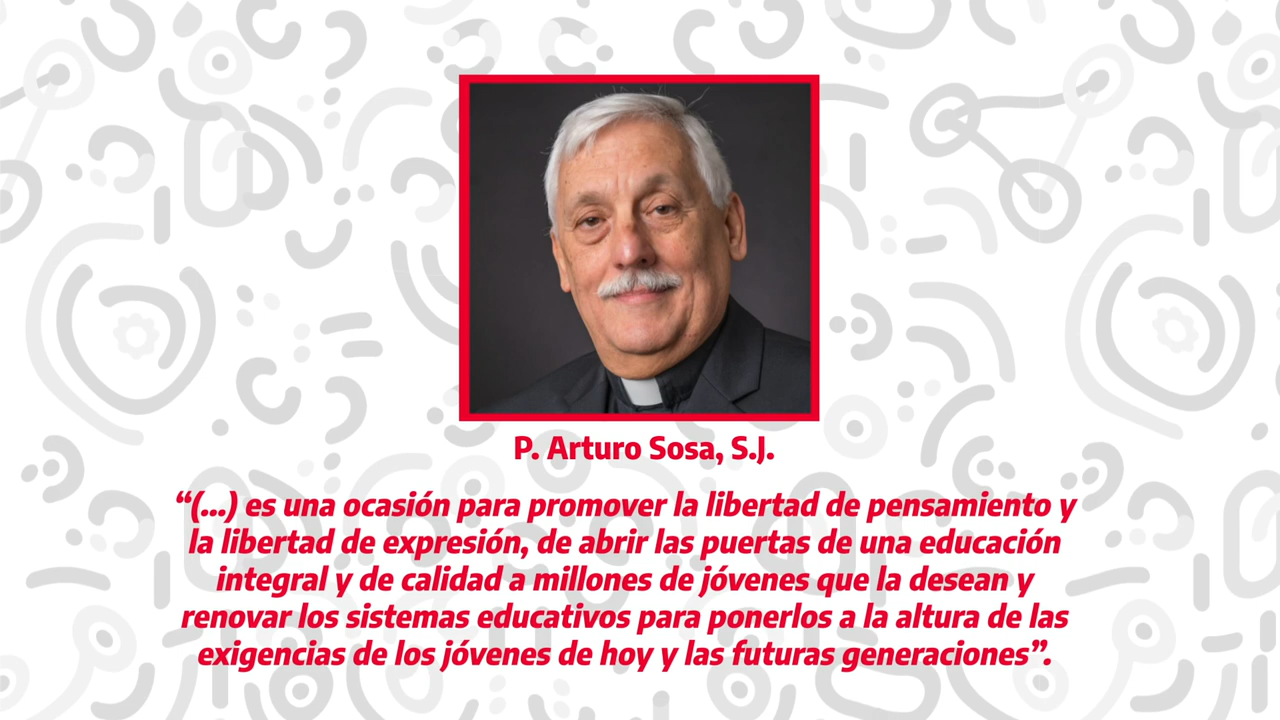 P. Arturo Sosa, S.J.
“(...) es una ocasión para promover la libertad de pensamiento y
la libertad de expresión, de abrir las puertas de una educación
integral y de calidad a millones de jóvenes que la desean y
renovar los sistemas educativos para ponerlos a la altura de las
exigencias de los jóvenes de hoy y las futuras generaciones”.